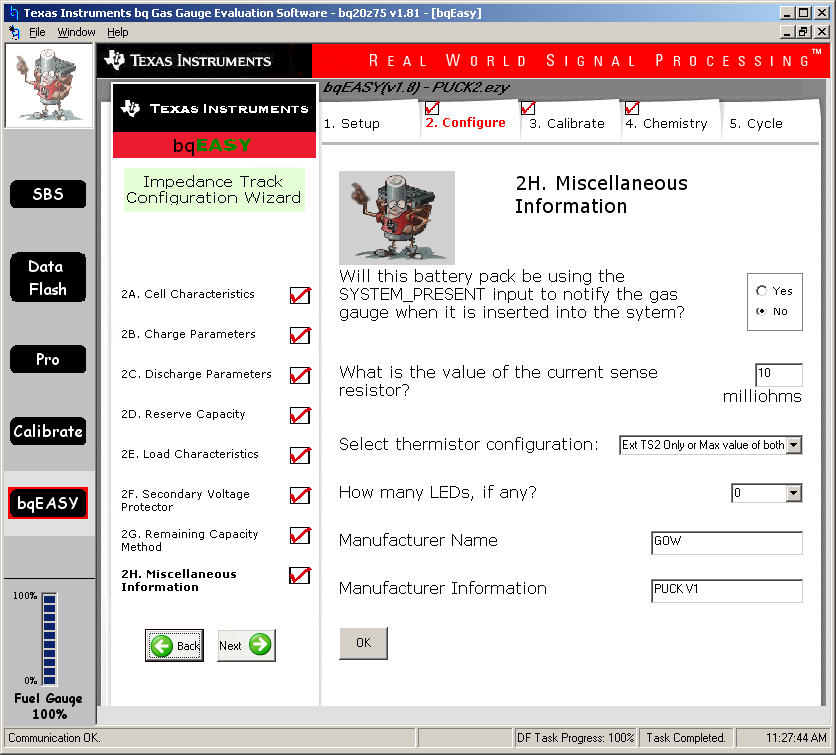 Texas Instruments bq Gas Gauge Evaluation Software - bq20z75 v1.81 - [bqEasy]
File Window Help
TEXAS INSTRUMENTS
REAL WORLD SIGNAL PROCESSING™
bqEASY(v1.8) - PUCK2.ezy
TEXAS INSTRUMENTS
bqEASY
1. Setup
2. Configure
3. Calibrate
4. Chemistry
5. Cycle
Impedance Track
Configuration Wizard
SBS
Data
Flash
Pro
Calibrate
bqEASY
100%
0%
Fuel Gauge
100%
2A. Cell Characteristics
2B. Charge Parameters
2C. Discharge Parameters
2D. Reserve Capacity
2E. Load Characteristics
2F. Secondary Voltage
Protector
2G. Remaining Capacity
Method
2H. Miscellaneous
Information
Back
Next
2H. Miscellaneous
Information
Will this battery pack be using the
SYSTEM_PRESENT input to notify the gas
gauge when it is inserted into the sytem?
Yes
No
What is the value of the current sense
resistor?
10
milliohms
Select thermistor configuration:
Ext TS2 Only or Max value of both
How many LEDs, if any?
0
Manufacturer Name
GOW
Manufacturer Information
PUCK V1
OK
Communication OK.
DF Task Progress: 100%
Task Completed.
11:27:44 AM